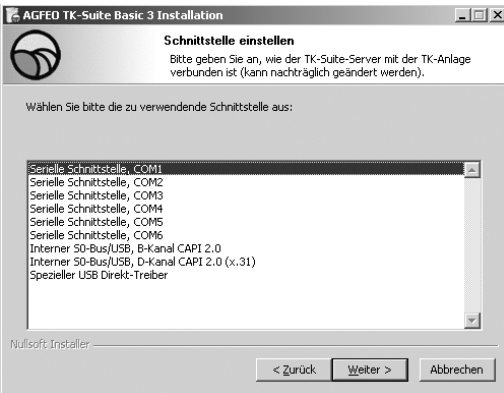 AGFEO TK-Suite Basic 3 Installation
Schnittstelle einstellen
Bitte geben Sie an, wie der TK-Suite-Server mit der TK-Anlage
verbunden ist (kann nachträglich geändert werden).
Wählen Sie bitte die zu verwendende Schnittstelle aus:
Serielle Schnittstelle, COM1
Serielle Schnittstelle, COM2
Serielle Schnittstelle, COM3
Serielle Schnittstelle, COM4
Serielle Schnittstelle, COM5
Serielle Schnittstelle, COM6
Interner S0-Bus/USB, B-Kanal CAPI 2.0
Interner S0-Bus/USB, D-Kanal CAPI 2.0 (x.31)
Spezieller USB Direkt-Treiber
Nullsoft Installer
< Zurück Weiter > Abbrechen